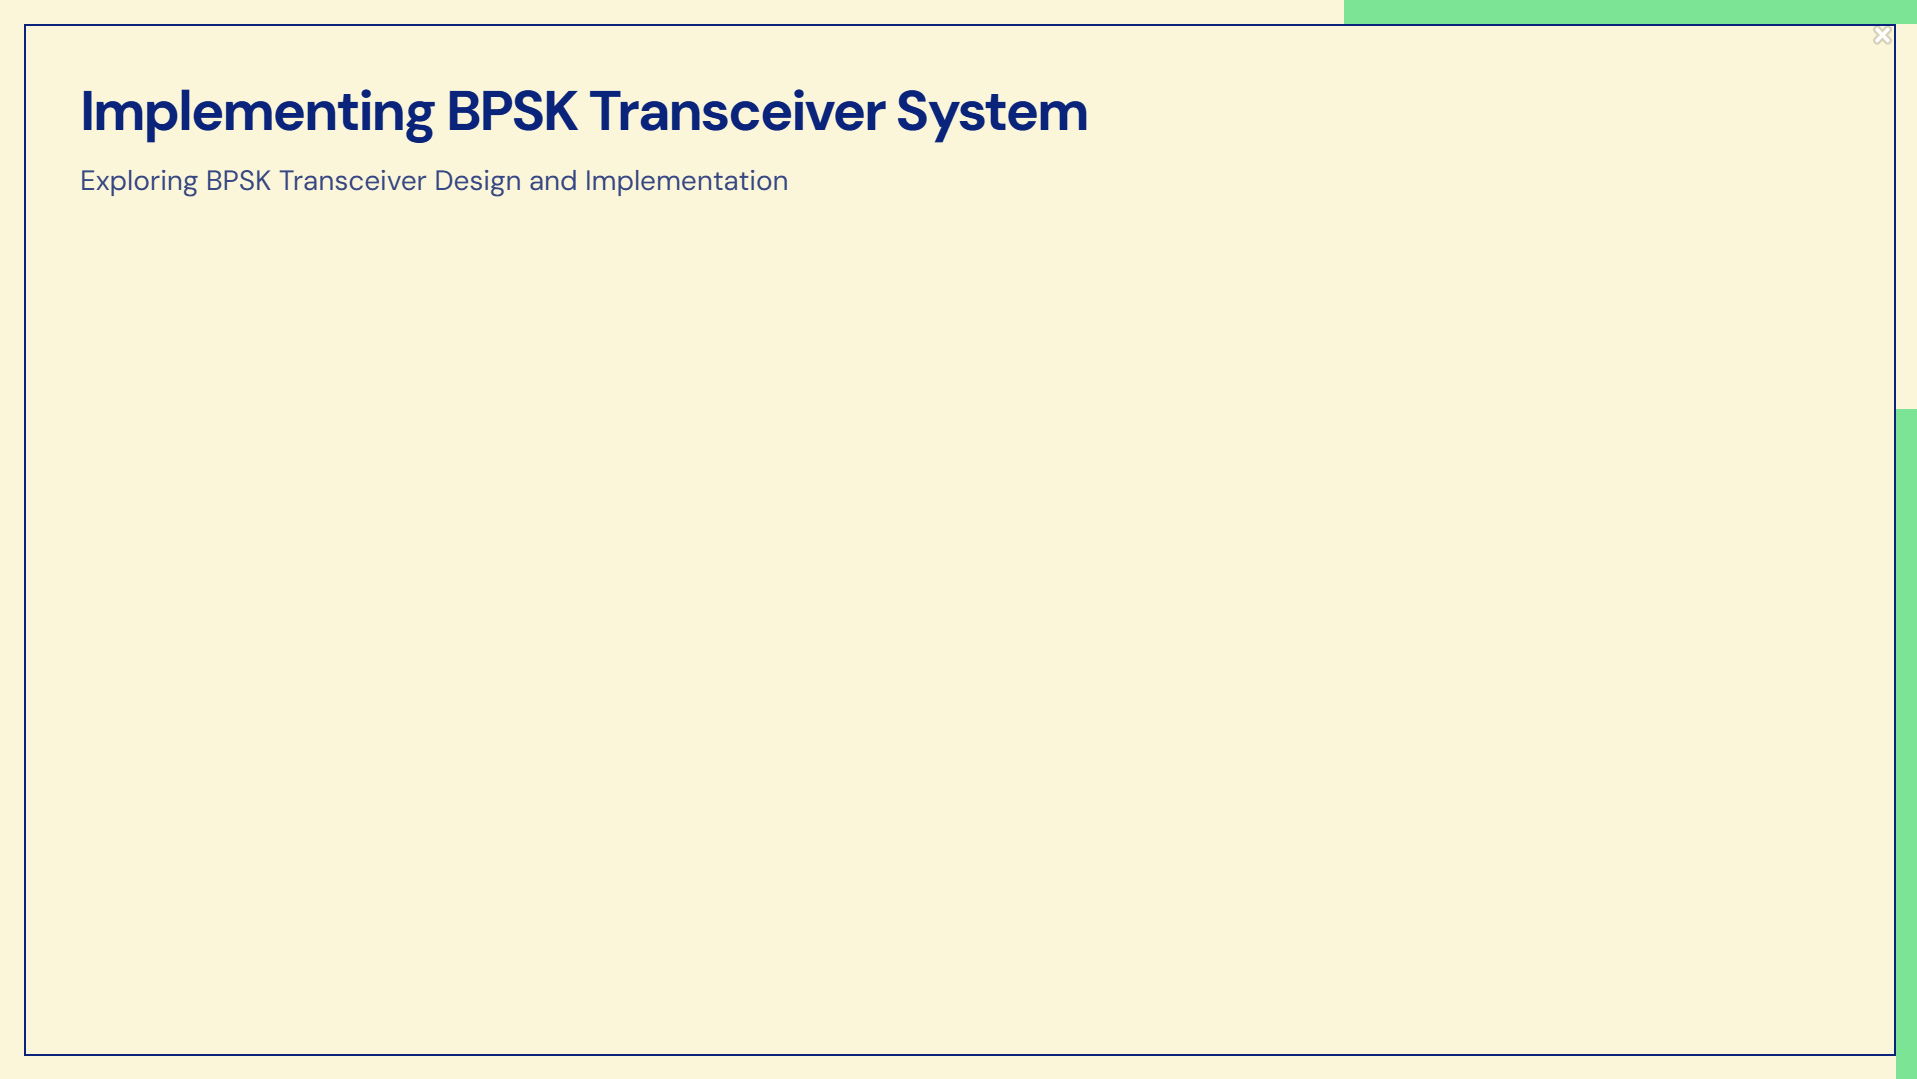 Implementing BPSK Transceiver System
Exploring BPSK Transceiver Design and Implementation